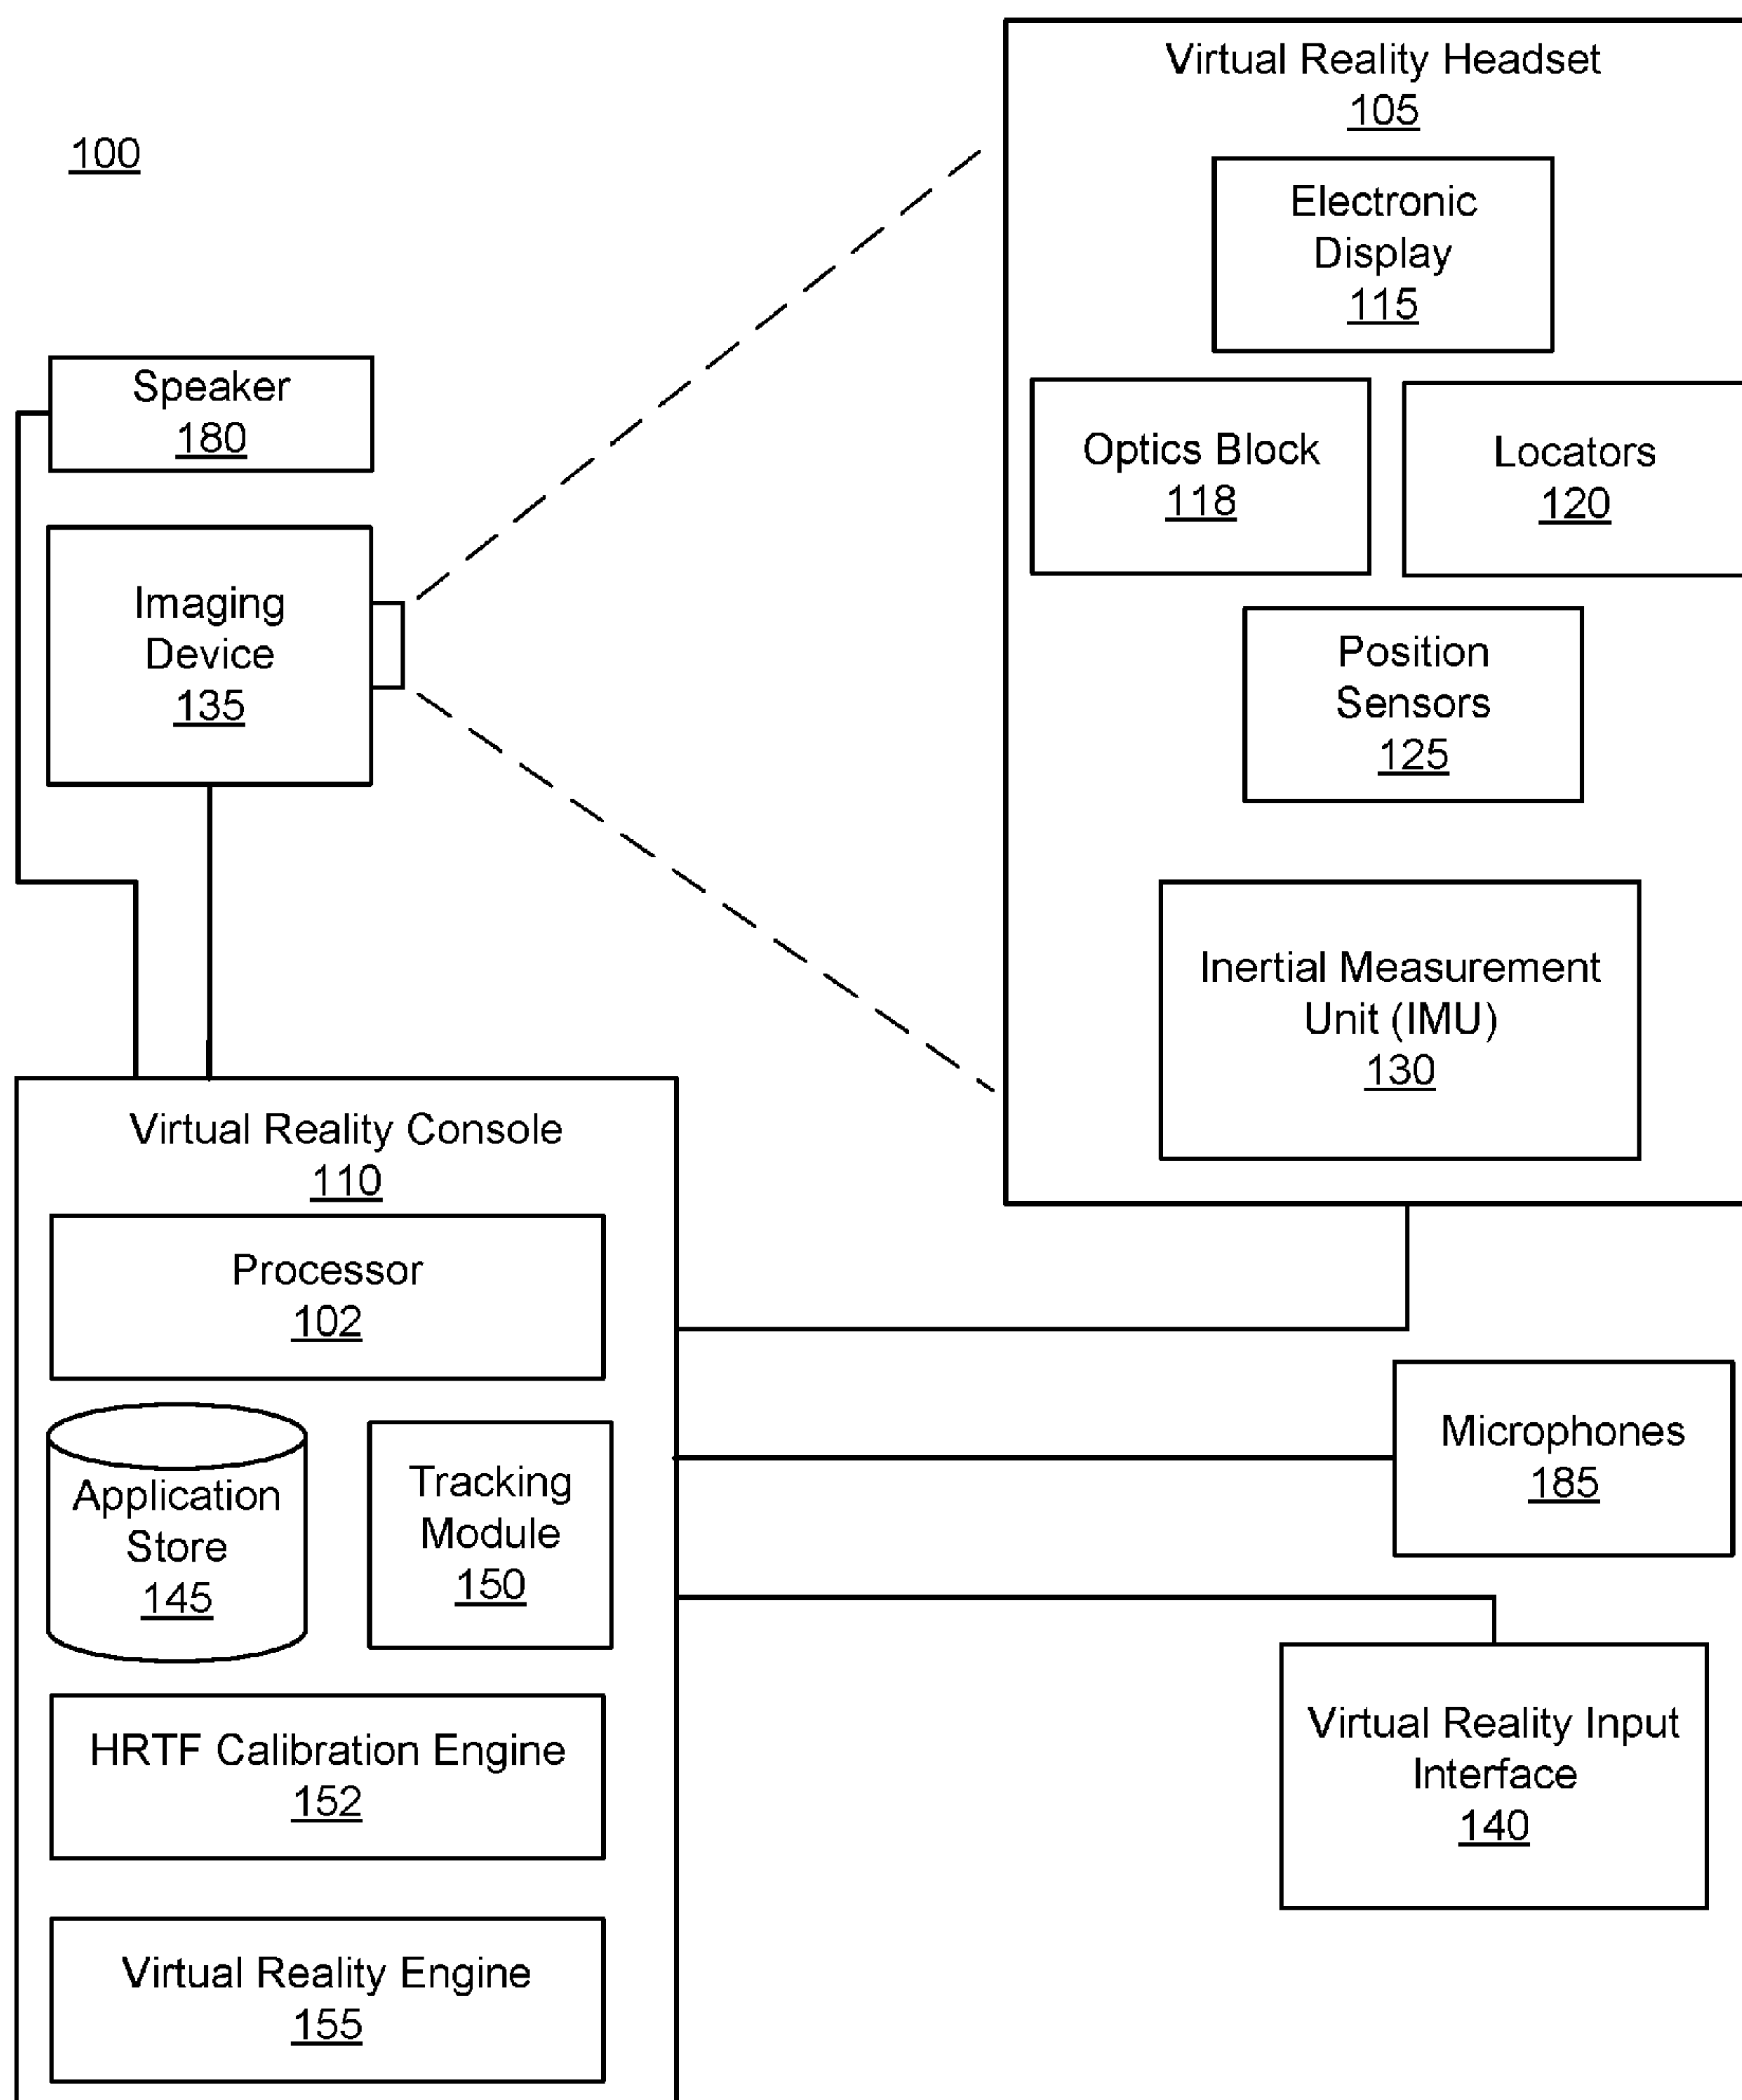 100
Virtual Reality Headset
105
Electronic
Display
115
Optics Block
118
Locators
120
Position
Sensors
125
Inertial Measurement
Unit (IMU)
130
Speaker
180
Imaging
Device
135
Virtual Reality Console
110
Processor
102
Application
Store
145
Tracking
Module
150
HRTF Calibration Engine
152
Virtual Reality Engine
155
Microphones
185
Virtual Reality Input
Interface
140